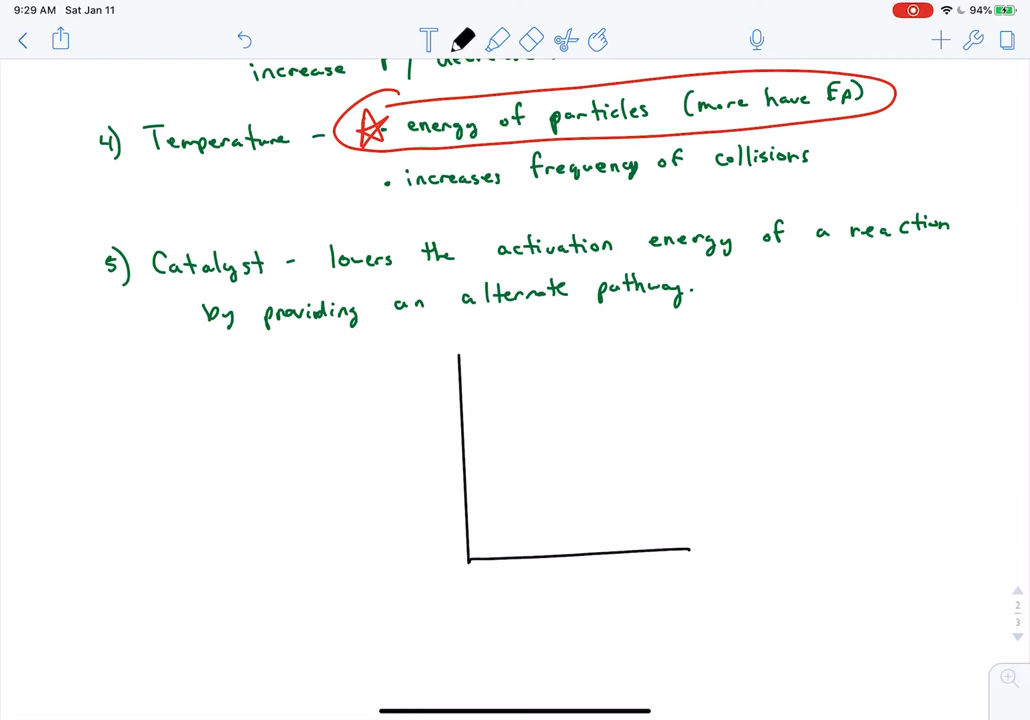 9:29 AM Sat Jan 11
94%
T
increase
4) Temperature - • energy of particles (more have EA)
• increases frequency of collisions
5) Catalyst - lowers the activation energy of a reaction
by providing an alternate pathway.
2
3